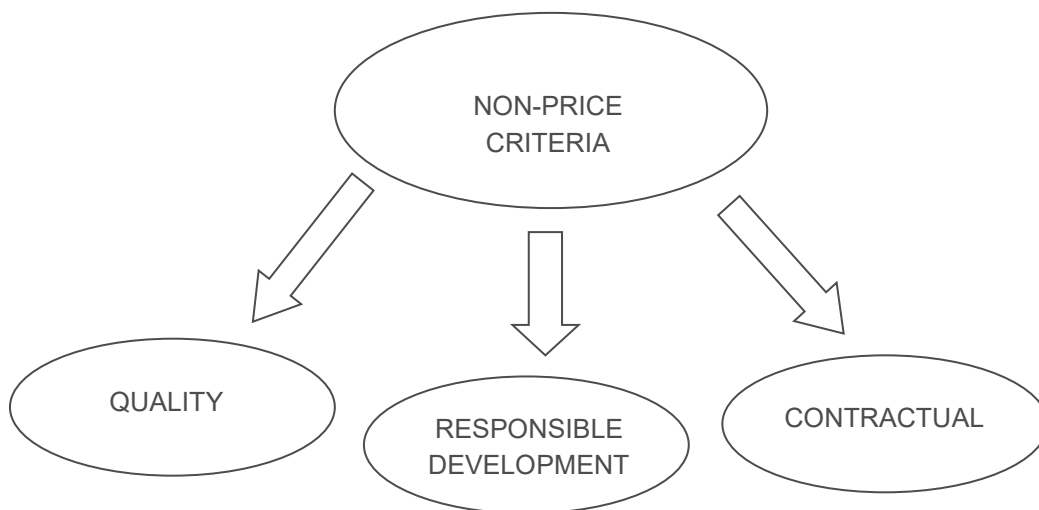 NON-PRICE
CRITERIA
QUALITY
RESPONSIBLE
DEVELOPMENT
CONTRACTUAL